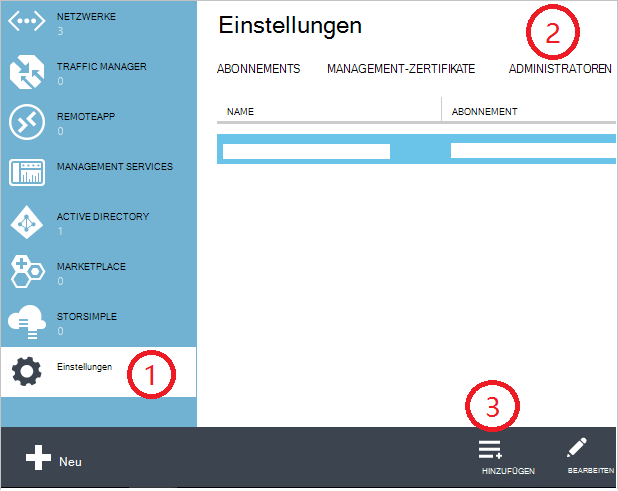 NETZWERKE
3
TRAFFIC MANAGER
0
REMOTEAPP
0
MANAGEMENT SERVICES
ACTIVE DIRECTORY
1
MARKETPLACE
0
STORSIMPLE
0
Einstellungen
1
Einstellungen
2
ABONNEMENTS MANAGEMENT-ZERTIFIKATE ADMINISTRATOREN
NAME ABONNEMENT
3
Neu
HINZUFÜGEN
BEARBEITEN